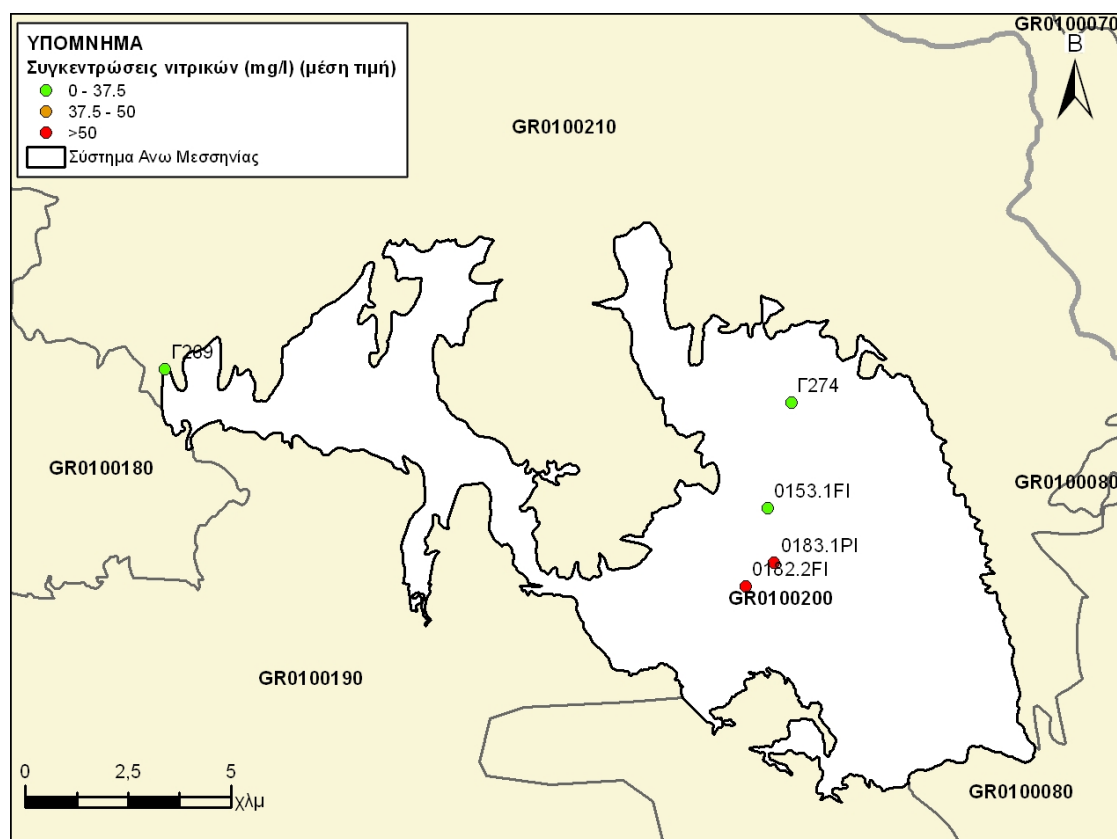 ΥΠΟΜΝΗΜΑ
Συγκεντρώσεις νιτρικών (mg/l) (μέση τιμή)
0 - 37.5
37.5 - 50
>50
Σύστημα Ανω Μεσσηνίας
GR0100070
Β
GR0100210
Γ269
Γ274
GR0100180
GR0100080
0153.1FI
0183.1PI
0182.2FI
GR0100200
GR0100190
0 2,5 5
χλμ
GR0100080